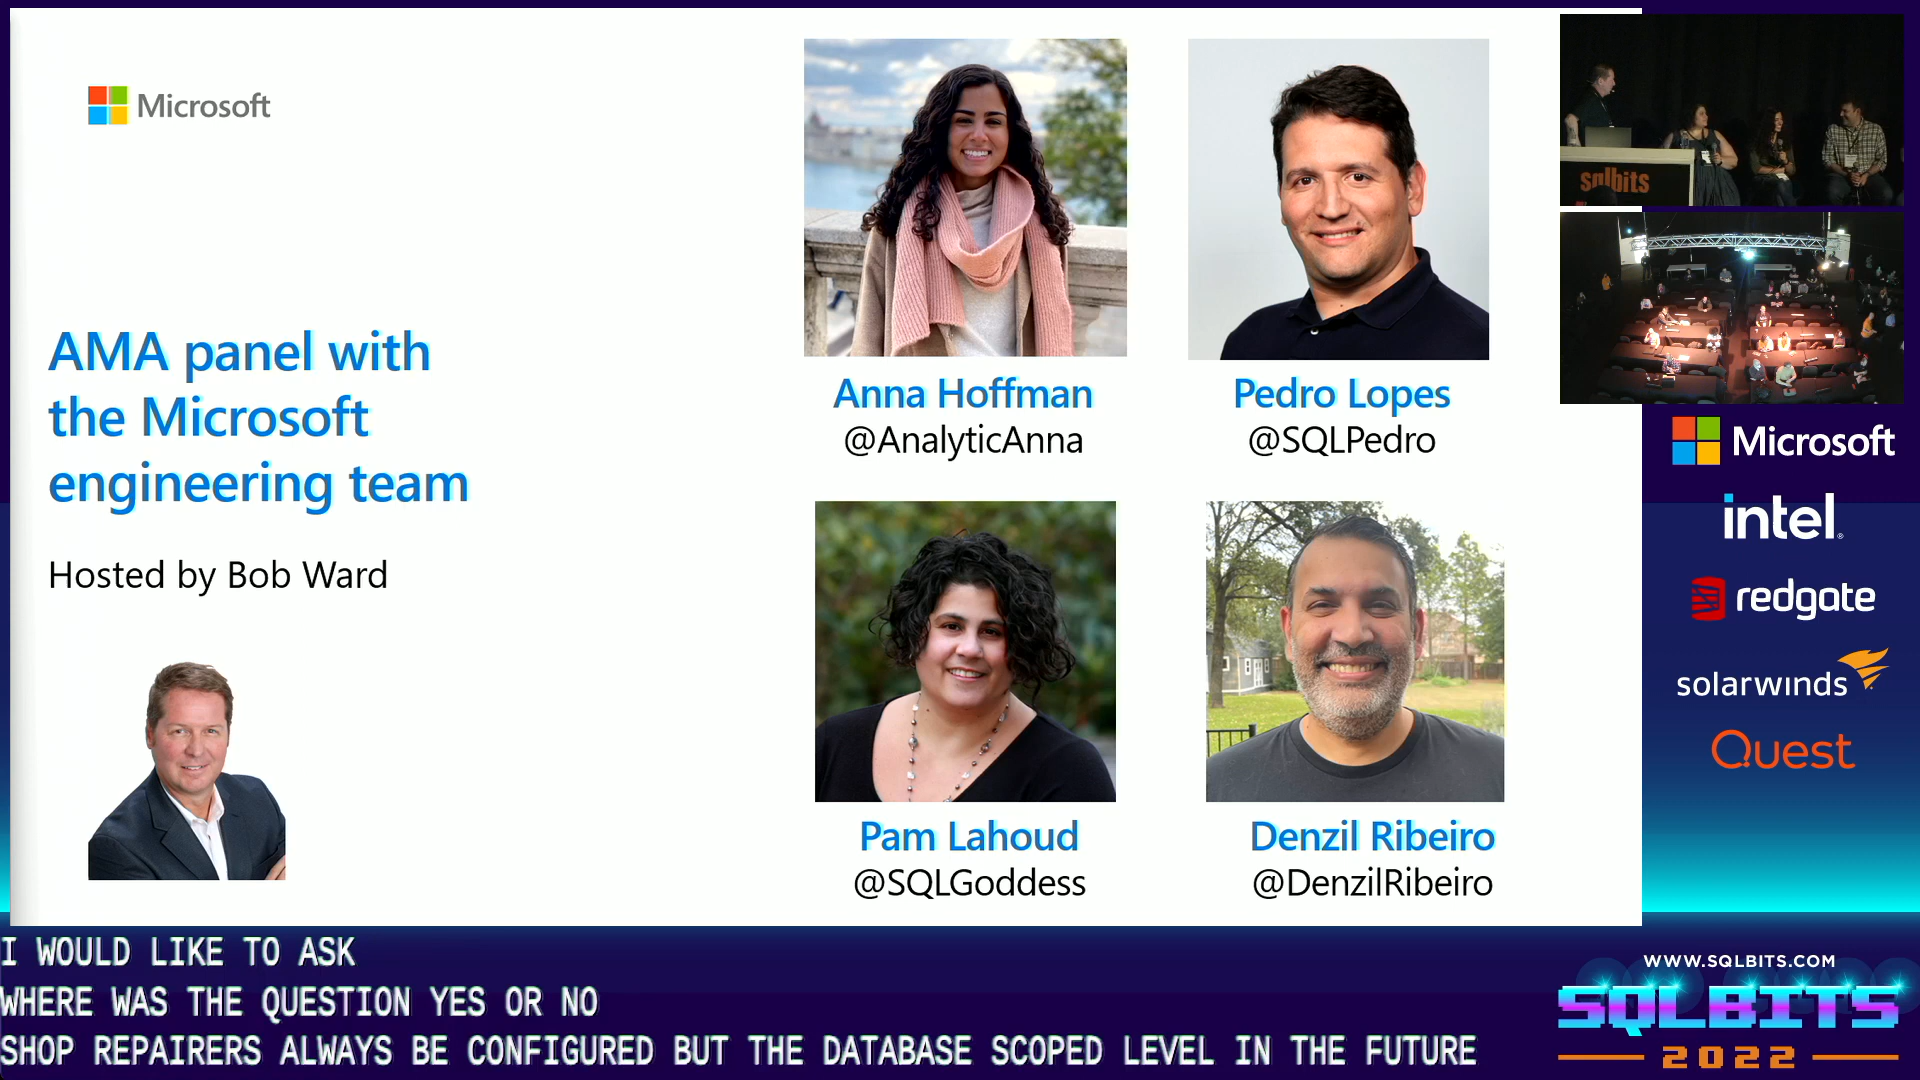 Microsoft
AMA panel with
the Microsoft
engineering team
Hosted by Bob Ward
Anna Hoffman
@AnalyticAnna
Pedro Lopes
@SQLPedro
Pam Lahoud
@SQLGoddess
Denzil Ribeiro
@DenzilRibeiro
sqlbits
Microsoft
intel
redgate
solarwinds
Quest
I WOULD LIKE TO ASK
WHERE WAS THE QUESTION YES OR NO
SHOP REPAIRERS ALWAYS BE CONFIGURED BUT THE DATABASE SCOPED LEVEL IN THE FUTURE
WWW.SQLBITS.COM
SQLBITS
2022